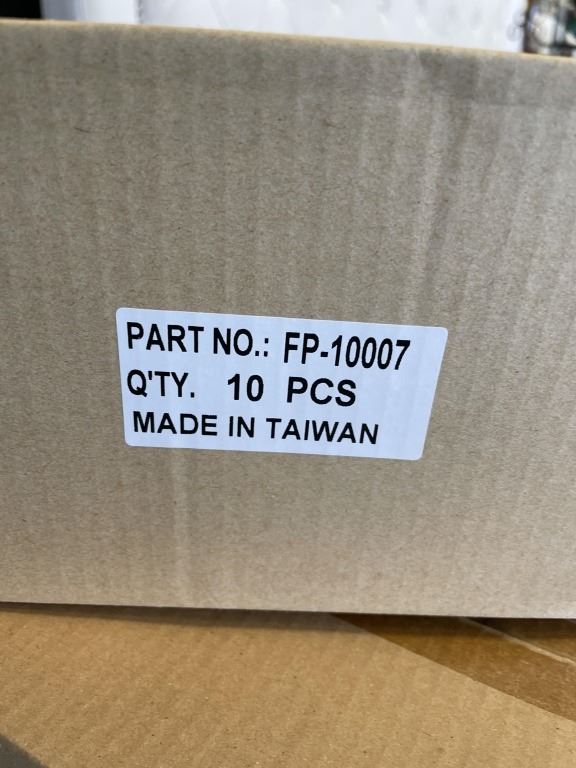 PART NO.: FP-10007
Q'TY. 10 PCS
MADE IN TAIWAN